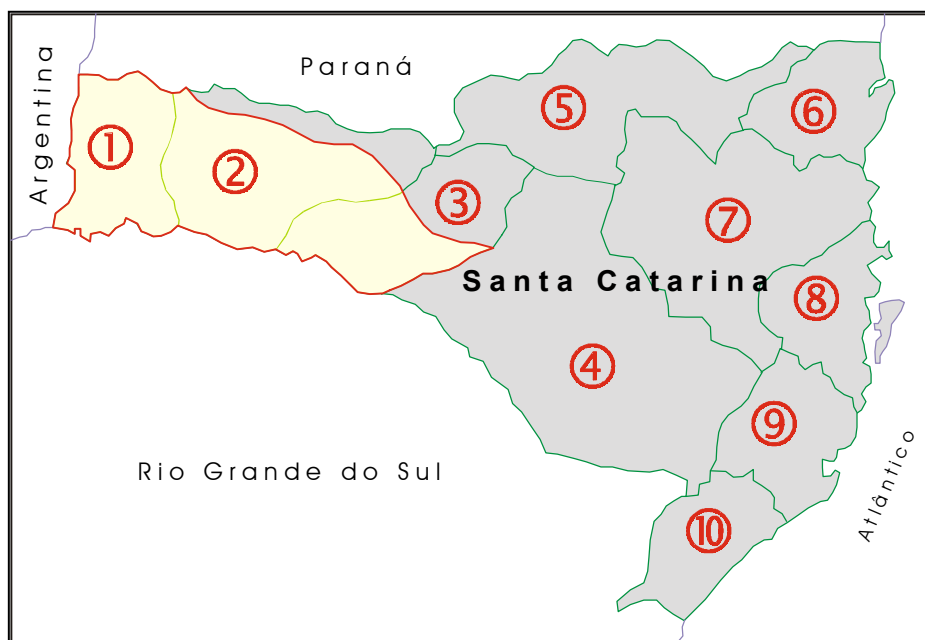 Paraná
Argentina
⑤
⑥
①
②
③
⑦
Santa Catarina
⑧
④
⑨
Rio Grande do Sul
Atlântico
⑩